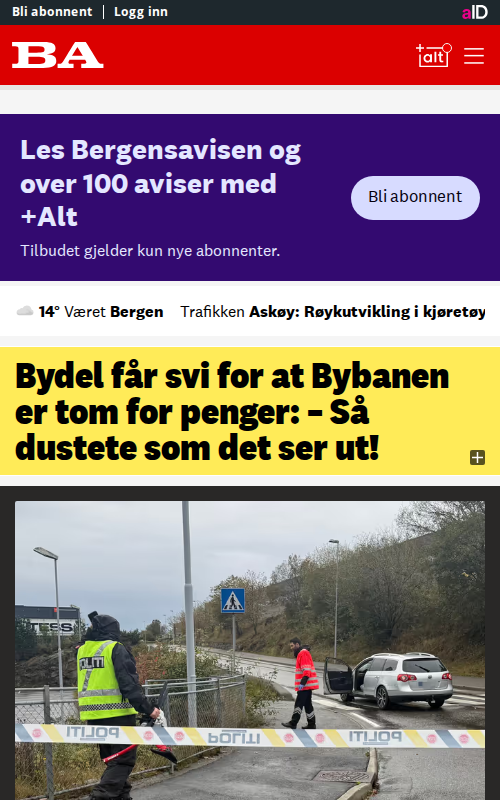 Bli abonnent
Logg inn
aID
BA
+alt
Les Bergensavisen og
over 100 aviser med
+Alt
Tilbudet gjelder kun nye abonnenter.
Bli abonnent
14° Været Bergen
Trafikken Askøy: Røykutvikling i kjøretøy
Bydel får svi for at Bybanen
er tom for penger: – Så
dustete som det ser ut!
TESS
POLITI
POLITI
POLITI
POLITI